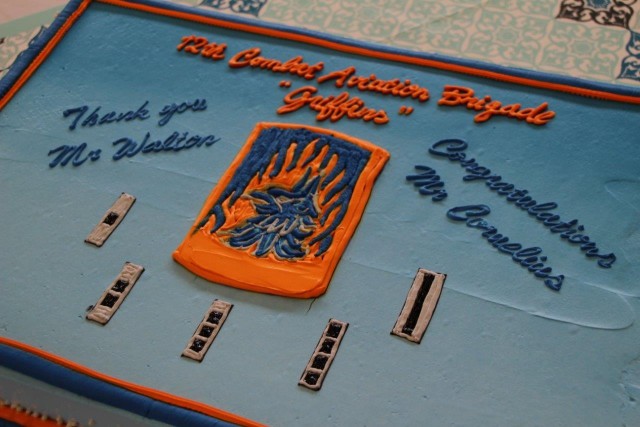 12th Combat Aviation Brigade
"Griffins"
Thank you
Mr Walton
Congratulations
Mr Cornelius